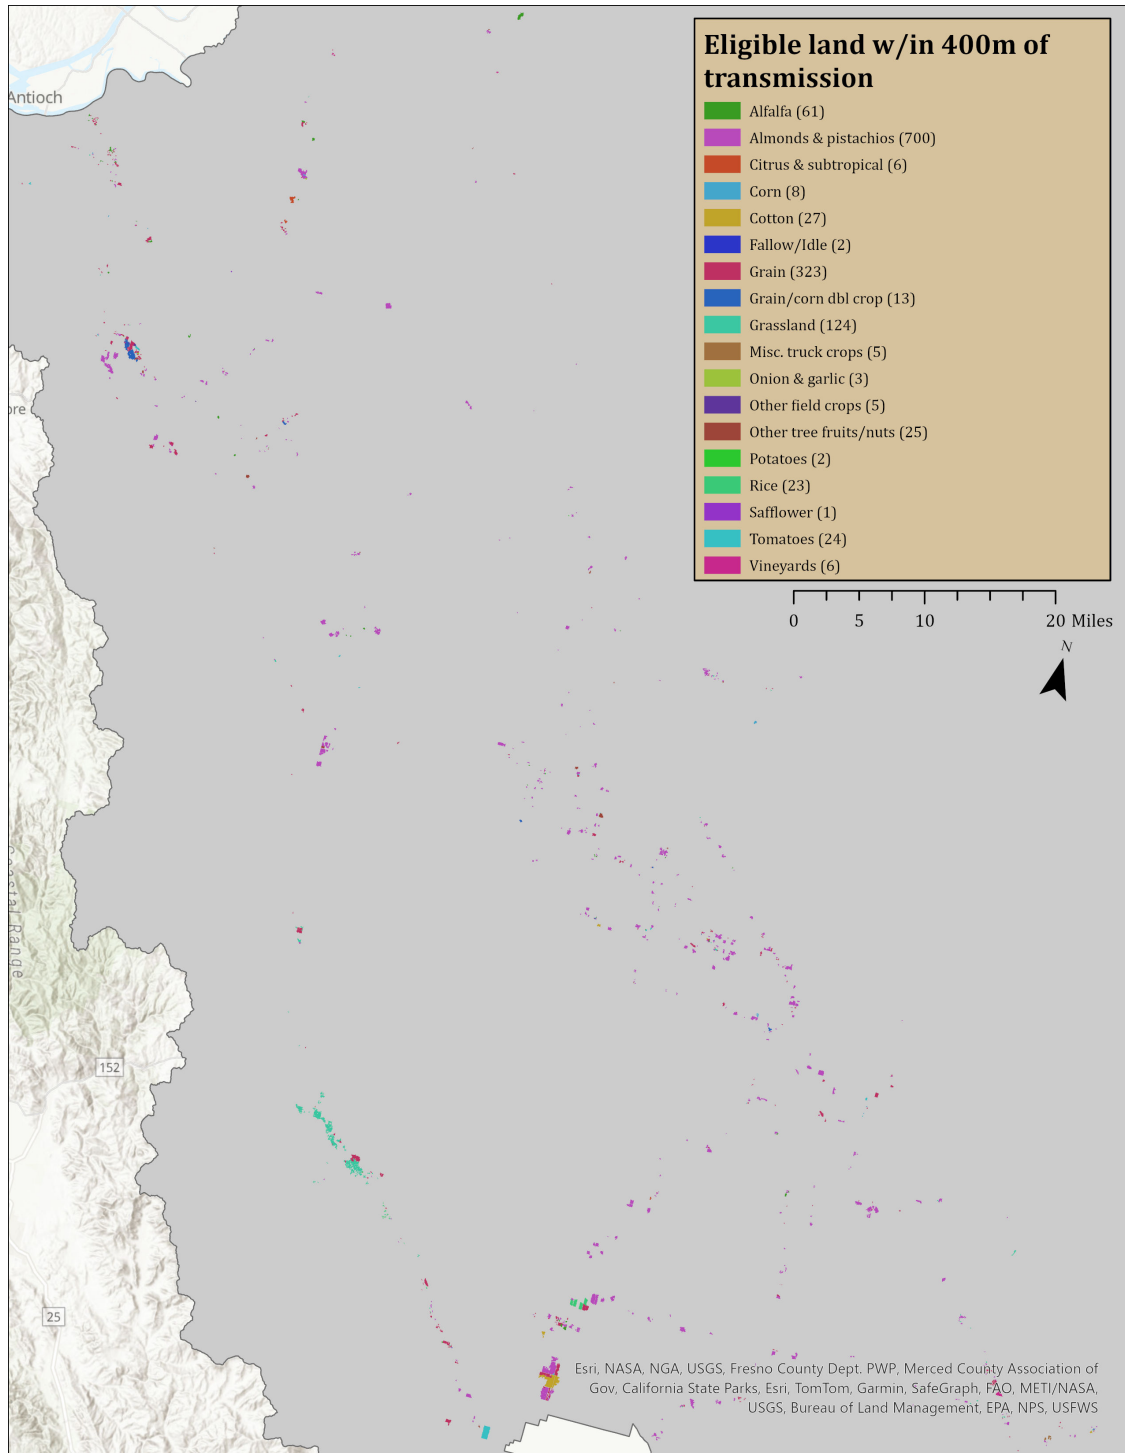 Eligible land w/in 400m of
transmission
Alfalfa (61)
Almonds & pistachios (700)
Citrus & subtropical (6)
Corn (8)
Cotton (27)
Fallow/Idle (2)
Grain (323)
Grain/corn dbl crop (13)
Grassland (124)
Misc. truck crops (5)
Onion & garlic (3)
Other field crops (5)
Other tree fruits/nuts (25)
Potatoes (2)
Rice (23)
Safflower (1)
Tomatoes (24)
Vineyards (6)
0 5 10 20 Miles
N
Antioch
ore
Coastal Range
152
25
Esri, NASA, NGA, USGS, Fresno County Dept. PWP, Merced County Association of
Gov, California State Parks, Esri, TomTom, Garmin, SafeGraph, FAO, METI/NASA,
USGS, Bureau of Land Management, EPA, NPS, USFWS